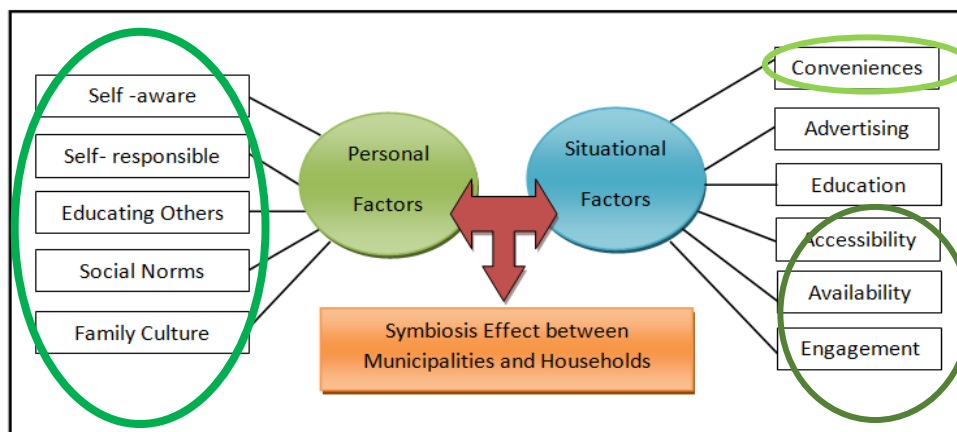 Self -aware
Self- responsible
Educating Others
Social Norms
Family Culture
Personal
Factors
Situational
Factors
Conveniences
Advertising
Education
Accessibility
Availability
Engagement
Symbiosis Effect between
Municipalities and Households